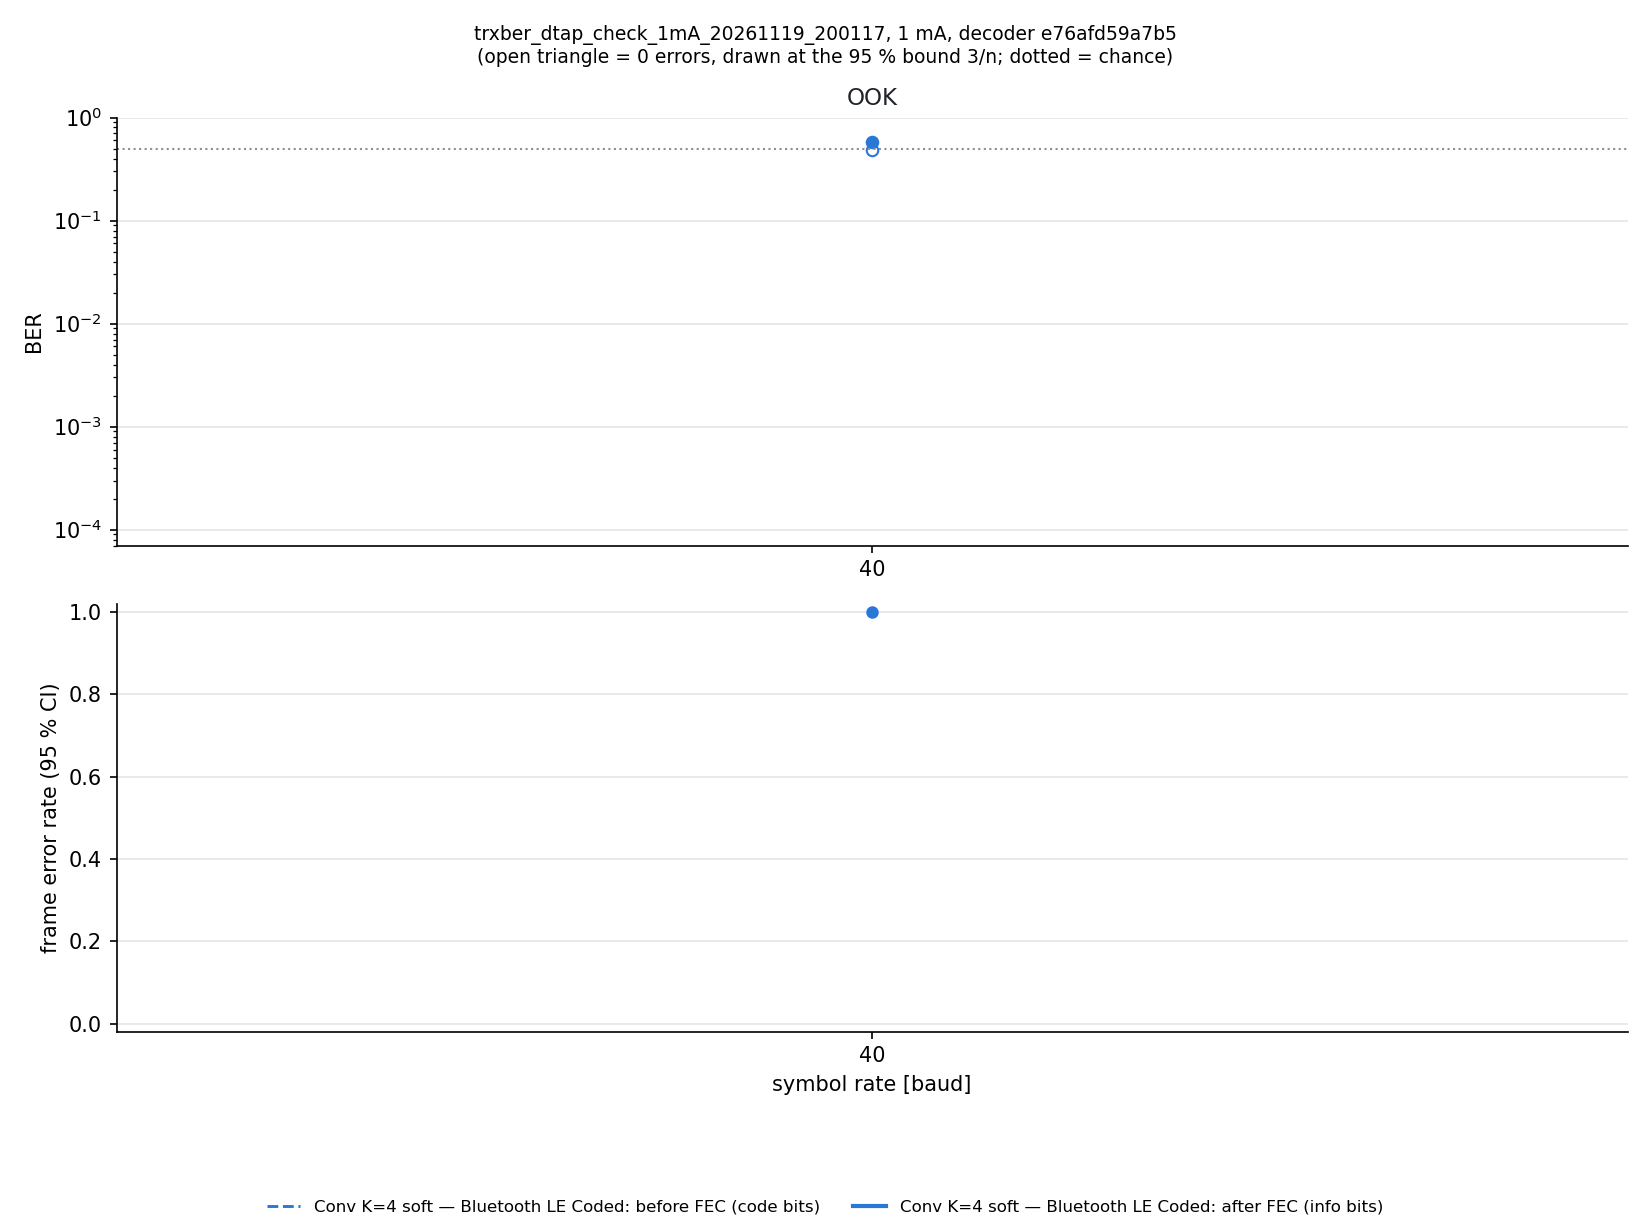 trxber_dtap_check_1mA_20261119_200117, 1 mA, decoder e76afd59a7b5
(open triangle = 0 errors, drawn at the 95 % bound 3/n; dotted = chance)
OOK
10⁰
10⁻¹
10⁻²
10⁻³
10⁻⁴
BER
40
1.0
0.8
0.6
0.4
0.2
0.0
frame error rate (95 % CI)
40
symbol rate [baud]
Conv K=4 soft — Bluetooth LE Coded: before FEC (code bits)
Conv K=4 soft — Bluetooth LE Coded: after FEC (info bits)